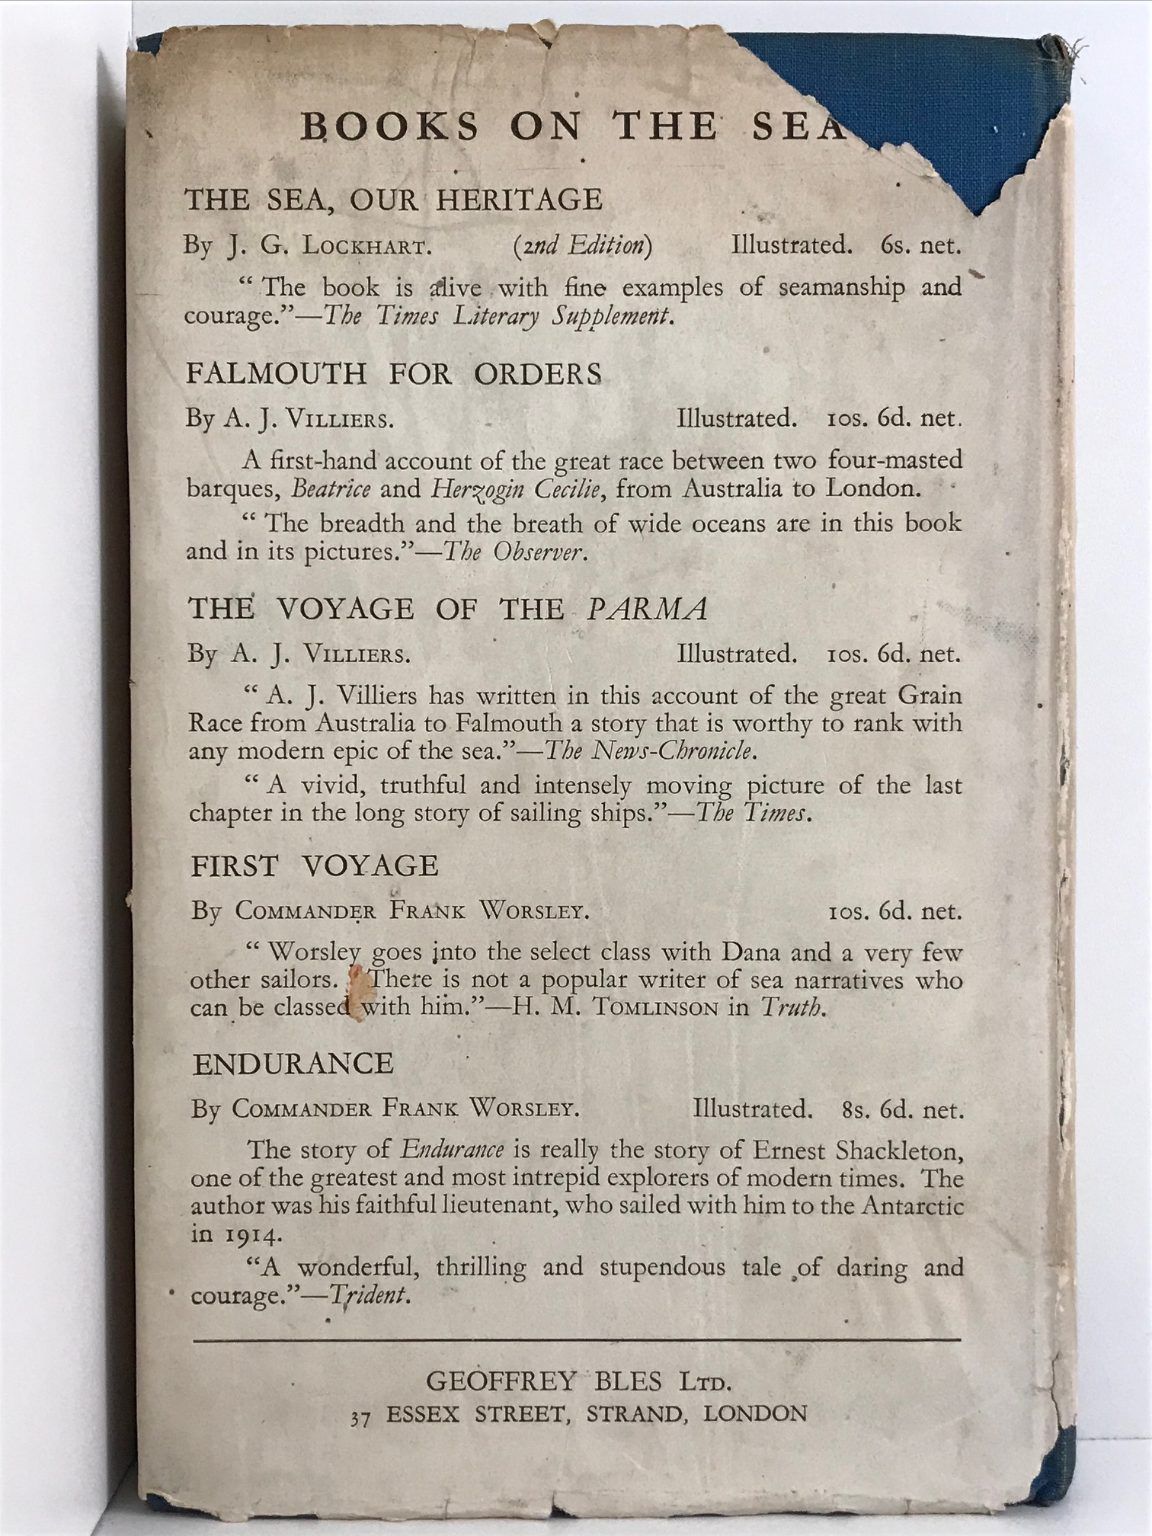 BOOKS ON THE SEA
THE SEA, OUR HERITAGE
By J. G. LOCKHART. (2nd Edition) Illustrated. 6s. net.
“ The book is alive with fine examples of seamanship and
courage.”—The Times Literary Supplement.
FALMOUTH FOR ORDERS
By A. J. VILLIERS. Illustrated. 10s. 6d. net.
A first-hand account of the great race between two four-masted
barques, Beatrice and Herzogin Cecilie, from Australia to London.
“ The breadth and the breath of wide oceans are in this book
and in its pictures.”—The Observer.
THE VOYAGE OF THE PARMA
By A. J. VILLIERS. Illustrated. 10s. 6d. net.
“ A. J. Villiers has written in this account of the great Grain
Race from Australia to Falmouth a story that is worthy to rank with
any modern epic of the sea.”—The News-Chronicle.
“ A vivid, truthful and intensely moving picture of the last
chapter in the long story of sailing ships.”—The Times.
FIRST VOYAGE
By COMMANDER FRANK WORSLEY. 10s. 6d. net.
“ Worsley goes into the select class with Dana and a very few
other sailors. There is not a popular writer of sea narratives who
can be classed with him.”—H. M. TOMLINSON in Truth.
ENDURANCE
By COMMANDER FRANK WORSLEY. Illustrated. 8s. 6d. net.
The story of Endurance is really the story of Ernest Shackleton,
one of the greatest and most intrepid explorers of modern times. The
author was his faithful lieutenant, who sailed with him to the Antarctic
in 1914.
“A wonderful, thrilling and stupendous tale of daring and
courage.”—Trident.
GEOFFREY BLES LTD.
37 ESSEX STREET, STRAND, LONDON